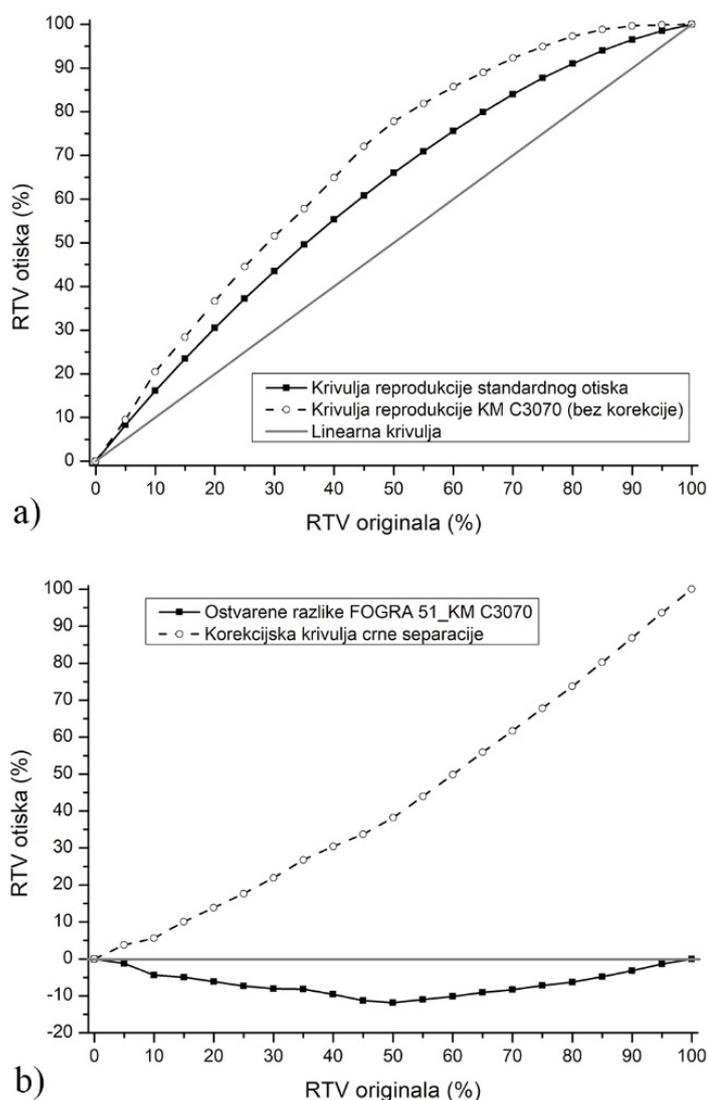 100
90
80
70
60
50
40
30
20
10
0
RTV otiska (%)
Krivulja reprodukcije standardnog otiska
Krivulja reprodukcije KM C3070 (bez korekcije)
Linearna krivulja
0 10 20 30 40 50 60 70 80 90 100
a)
RTV originala (%)
100
90
80
70
60
50
40
30
20
10
0
-10
-20
RTV otiska (%)
Ostvarene razlike FOGRA 51_KM C3070
Korekcijska krivulja crne separacije
0 10 20 30 40 50 60 70 80 90 100
b)
RTV originala (%)